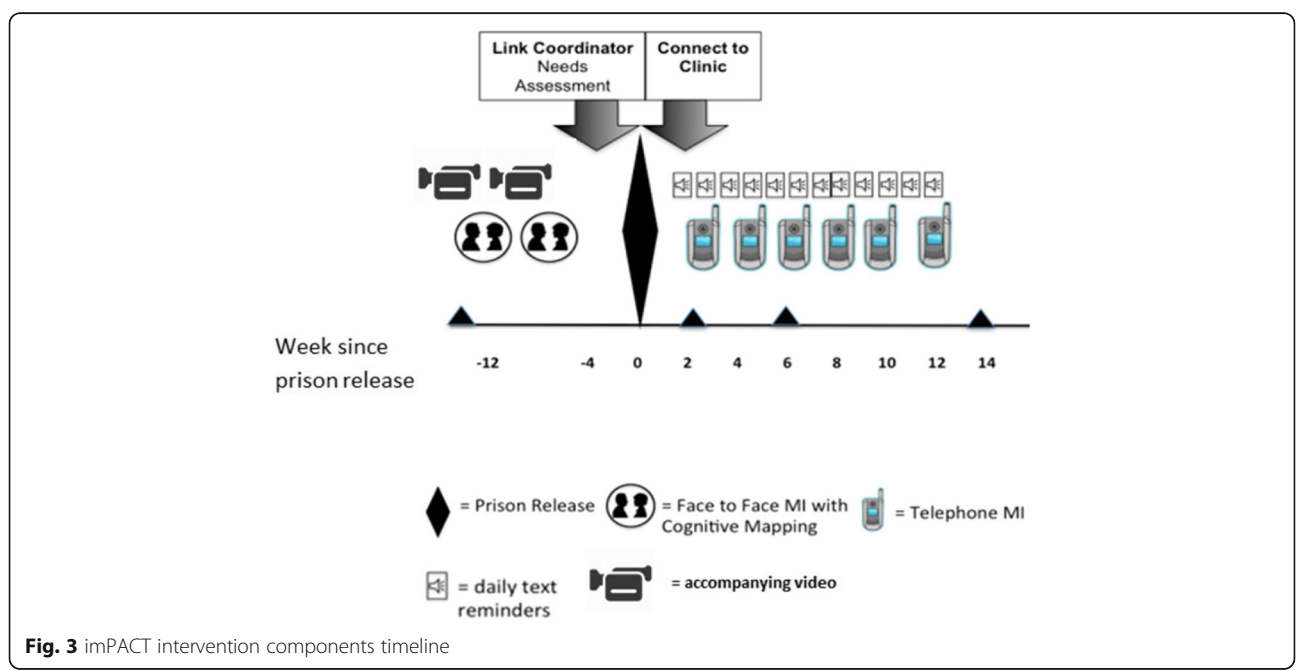 Link Coordinator
Needs
Assessment
Connect to
Clinic
Week since
prison release
-12 -4 0 2 4 6 8 10 12 14
= Prison Release
= Face to Face MI with
Cognitive Mapping
= Telephone MI
= daily text
reminders
= accompanying video
Fig. 3 imPACT intervention components timeline